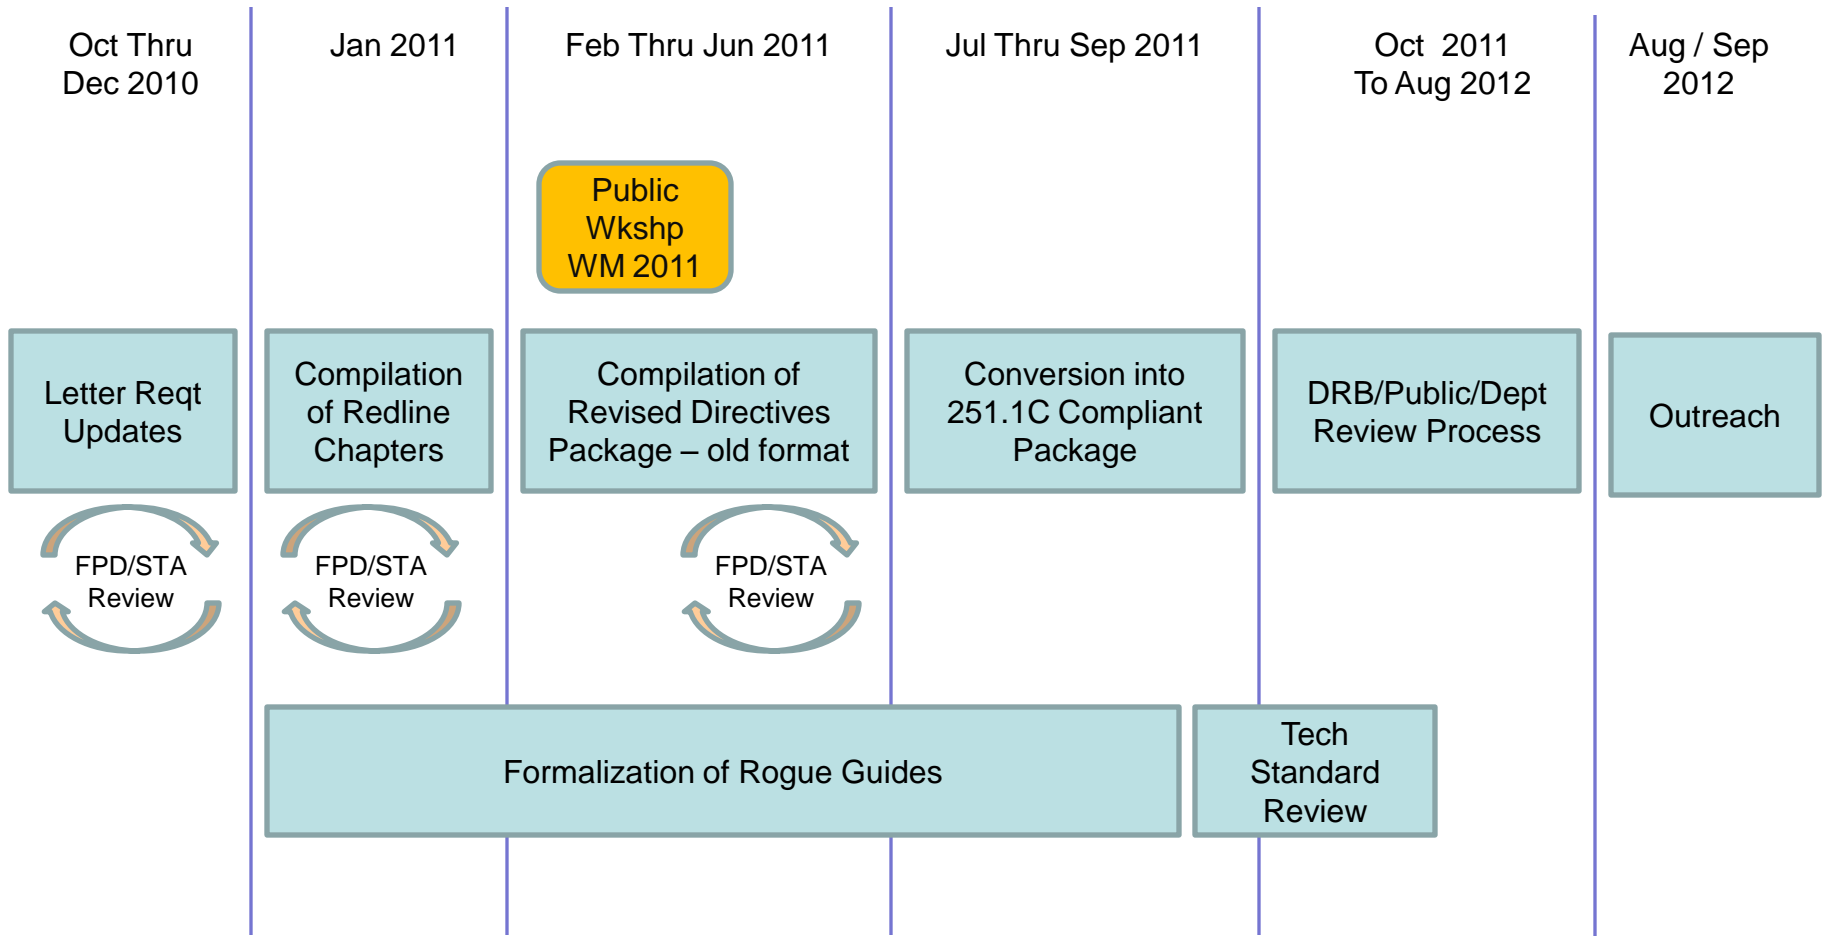 Oct Thru
Dec 2010
Jan 2011
Feb Thru Jun 2011
Jul Thru Sep 2011
Oct  2011
To Aug 2012
Aug / Sep
2012
Public
Wkshp
WM 2011
Letter Reqt
Updates
Compilation
of Redline
Chapters
Compilation of
Revised Directives
Package – old format
Conversion into
251.1C Compliant
Package
DRB/Public/Dept
Review Process
Outreach
FPD/STA
Review
FPD/STA
Review
FPD/STA
Review
Formalization of Rogue Guides
Tech
Standard
Review